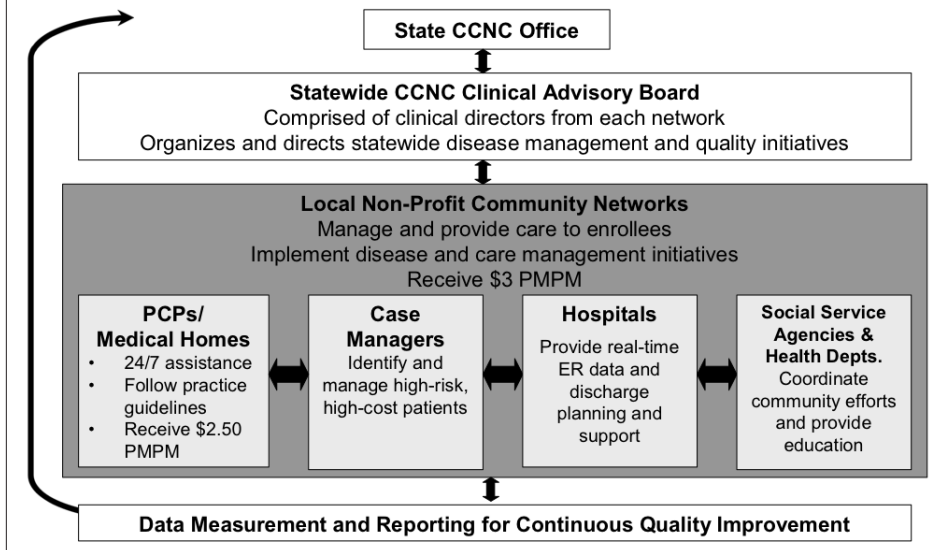 State CCNC Office
Statewide CCNC Clinical Advisory Board
Comprised of clinical directors from each network
Organizes and directs statewide disease management and quality initiatives
Local Non-Profit Community Networks
Manage and provide care to enrollees
Implement disease and care management initiatives
Receive $3 PMPM
PCPs/
Medical Homes
• 24/7 assistance
• Follow practice
guidelines
• Receive $2.50
PMPM
Case
Managers
Identify and
manage high-risk,
high-cost patients
Hospitals
Provide real-time
ER data and
discharge
planning and
support
Social Service
Agencies &
Health Depts.
Coordinate
community efforts
and provide
education
Data Measurement and Reporting for Continuous Quality Improvement